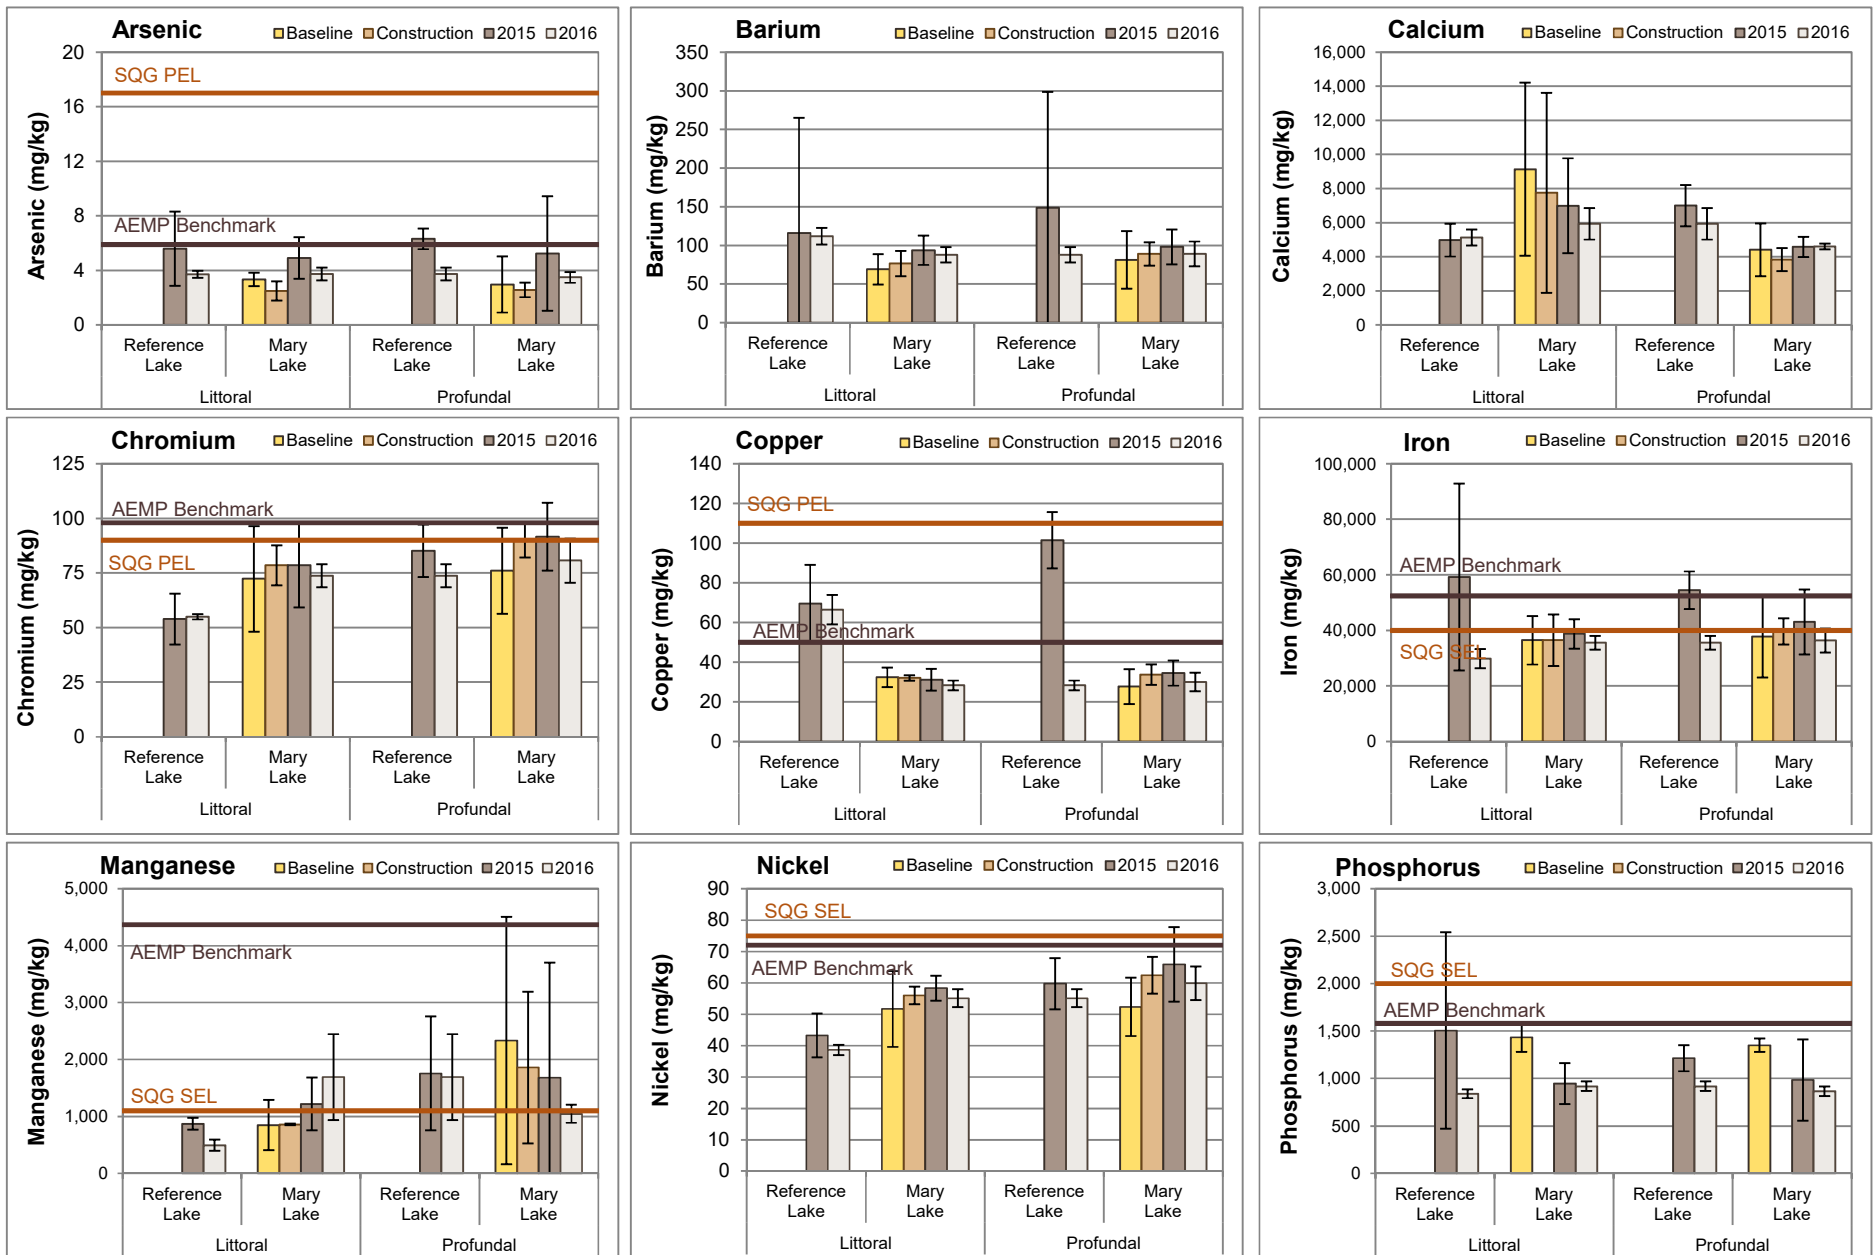 Arsenic
Baseline Construction 2015 2016
20
16
12
8
4
0
Arsenic (mg/kg)
SQG PEL
AEMP Benchmark
Reference Lake
Mary Lake
Reference Lake
Mary Lake
Littoral
Profundal
Barium
Baseline Construction 2015 2016
350
300
250
200
150
100
50
0
Barium (mg/kg)
Reference Lake
Mary Lake
Reference Lake
Mary Lake
Littoral
Profundal
Calcium
Baseline Construction 2015 2016
16,000
14,000
12,000
10,000
8,000
6,000
4,000
2,000
0
Calcium (mg/kg)
Reference Lake
Mary Lake
Reference Lake
Mary Lake
Littoral
Profundal
Chromium
Baseline Construction 2015 2016
125
100
75
50
25
0
Chromium (mg/kg)
AEMP Benchmark
SQG PEL
Reference Lake
Mary Lake
Reference Lake
Mary Lake
Littoral
Profundal
Copper
Baseline Construction 2015 2016
140
120
100
80
60
40
20
0
Copper (mg/kg)
SQG PEL
AEMP Benchmark
Reference Lake
Mary Lake
Reference Lake
Mary Lake
Littoral
Profundal
Iron
Baseline Construction 2015 2016
100,000
80,000
60,000
40,000
20,000
0
Iron (mg/kg)
AEMP Benchmark
SQG SEL
Reference Lake
Mary Lake
Reference Lake
Mary Lake
Littoral
Profundal
Manganese
Baseline Construction 2015 2016
5,000
4,000
3,000
2,000
1,000
0
Manganese (mg/kg)
AEMP Benchmark
SQG SEL
Reference Lake
Mary Lake
Reference Lake
Mary Lake
Littoral
Profundal
Nickel
Baseline Construction 2015 2016
90
80
70
60
50
40
30
20
10
0
Nickel (mg/kg)
SQG SEL
AEMP Benchmark
Reference Lake
Mary Lake
Reference Lake
Mary Lake
Littoral
Profundal
Phosphorus
Baseline Construction 2015 2016
3,000
2,500
2,000
1,500
1,000
500
0
Phosphorus (mg/kg)
SQG SEL
AEMP Benchmark
Reference Lake
Mary Lake
Reference Lake
Mary Lake
Littoral
Profundal